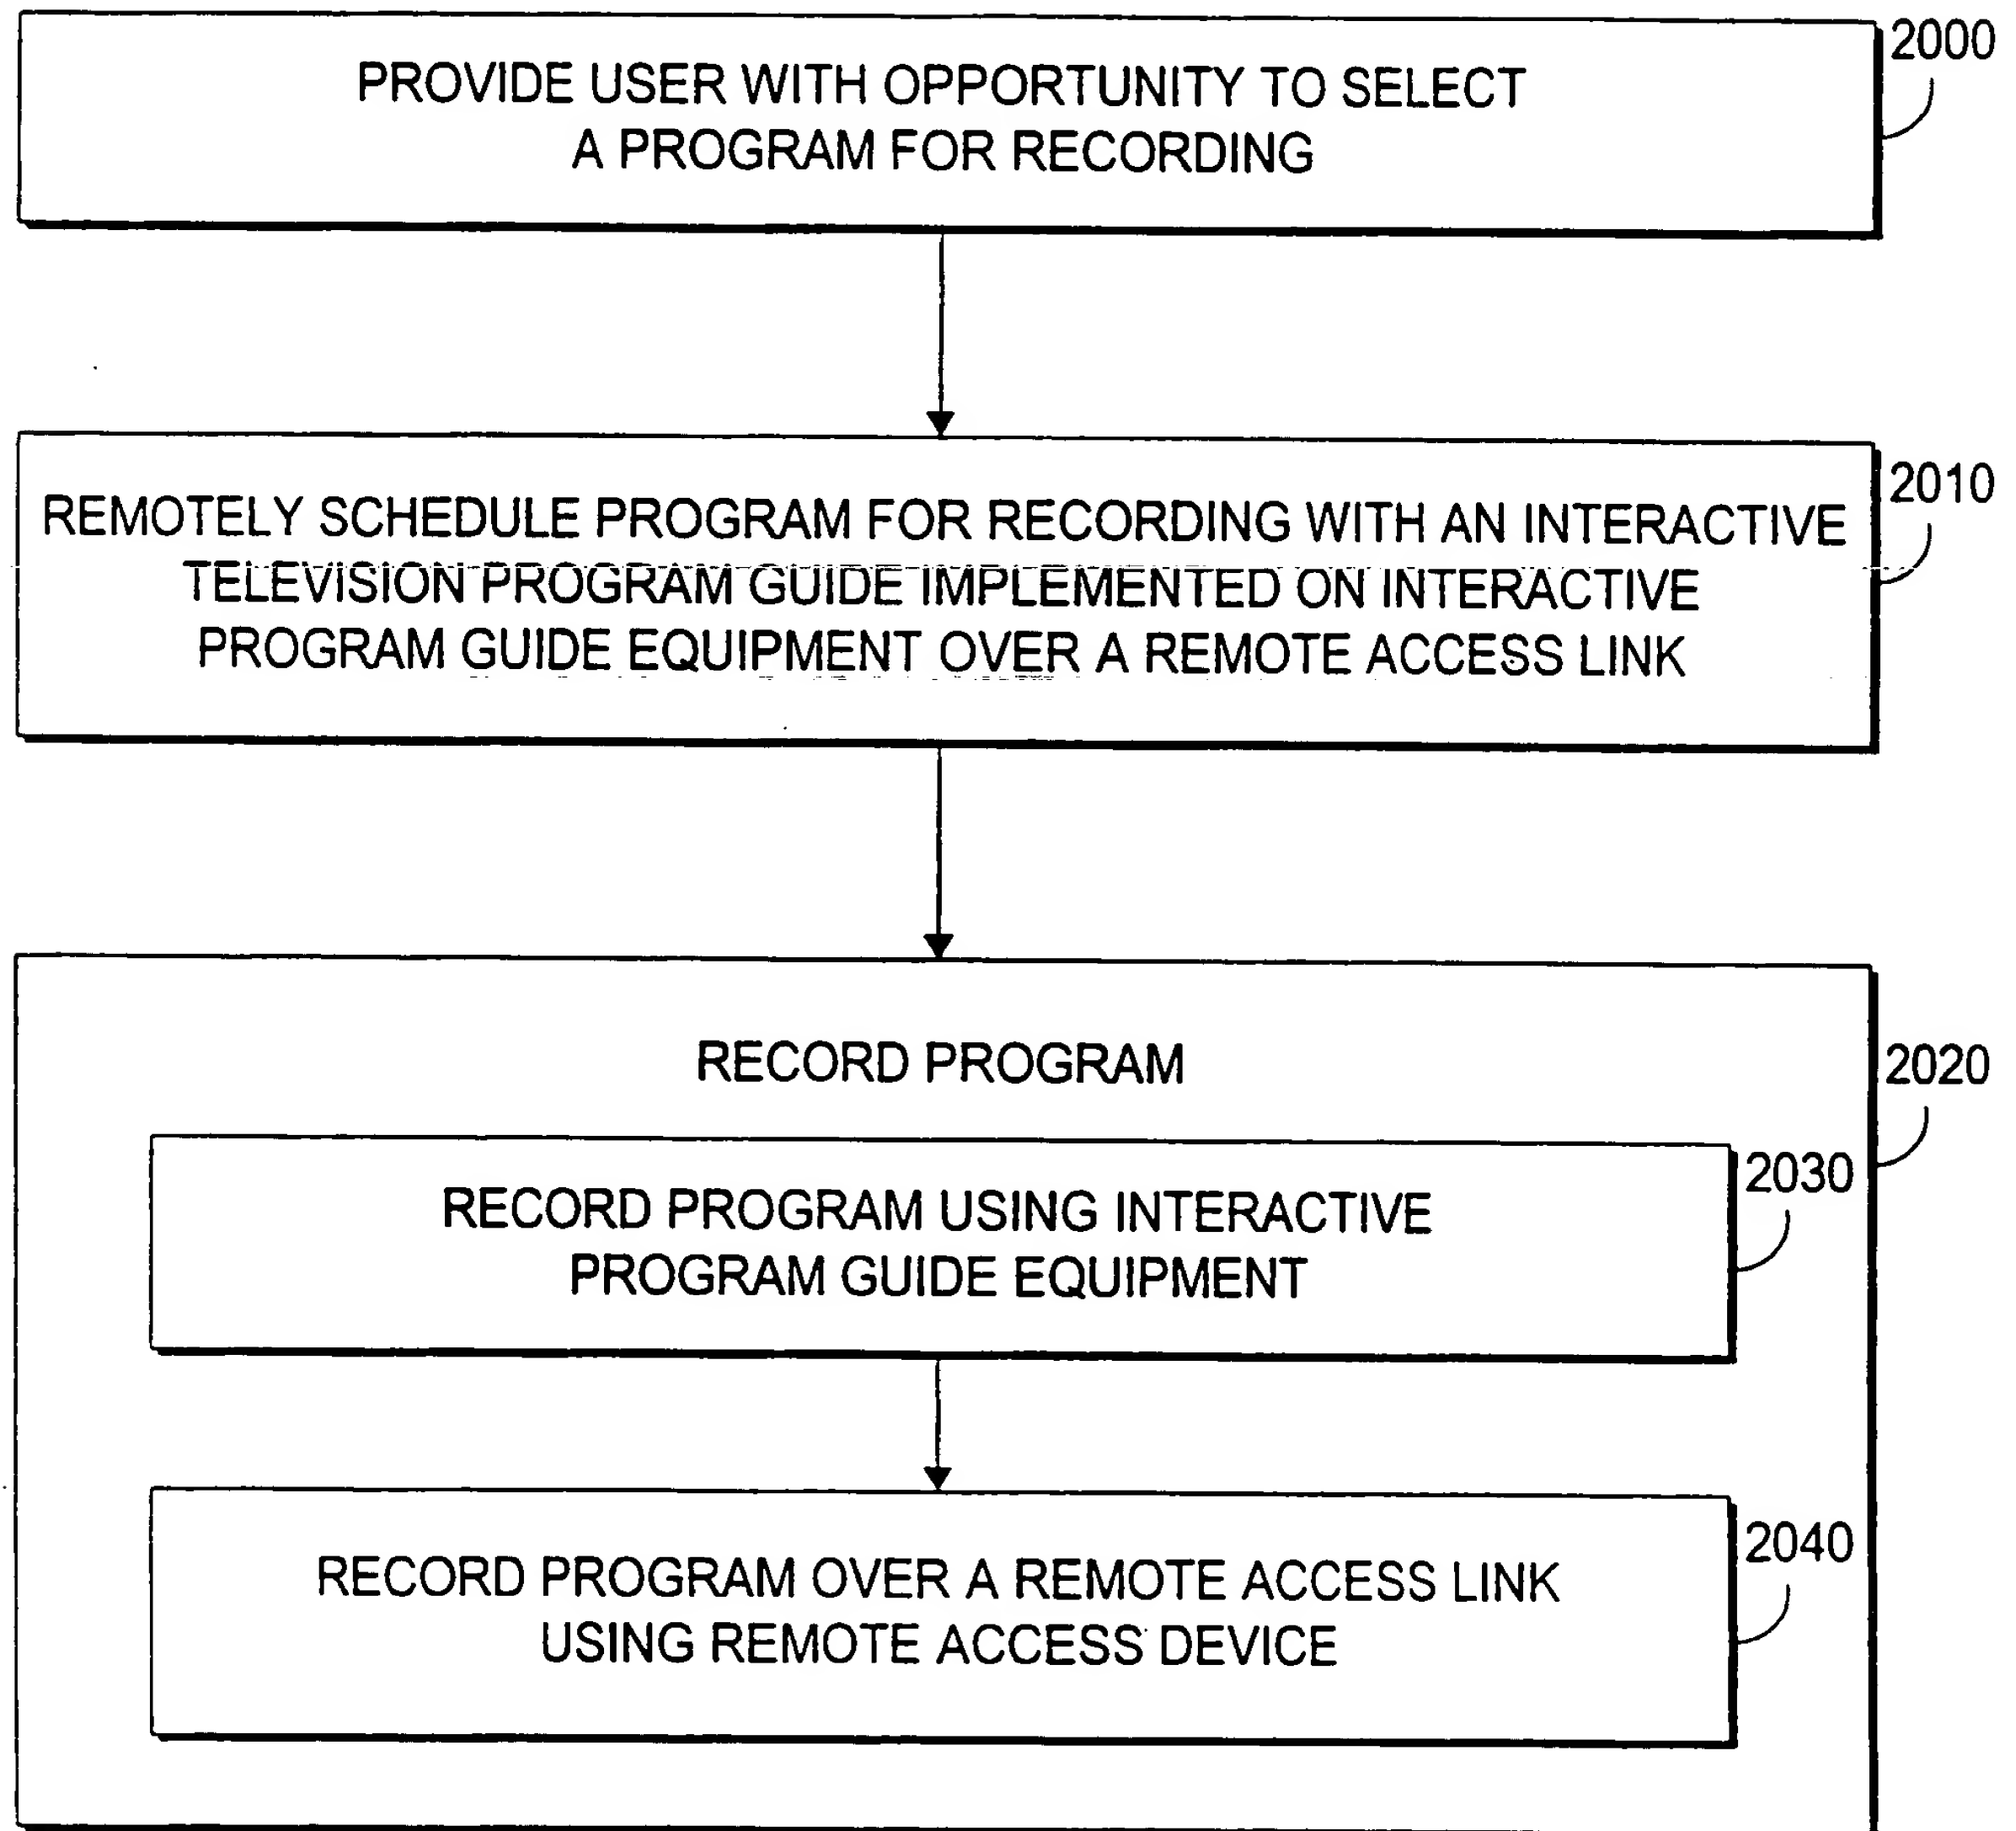 2000
PROVIDE USER WITH OPPORTUNITY TO SELECT
A PROGRAM FOR RECORDING
2010
REMOTELY SCHEDULE PROGRAM FOR RECORDING WITH AN INTERACTIVE
TELEVISION PROGRAM GUIDE IMPLEMENTED ON INTERACTIVE
PROGRAM GUIDE EQUIPMENT OVER A REMOTE ACCESS LINK
RECORD PROGRAM
2020
2030
RECORD PROGRAM USING INTERACTIVE
PROGRAM GUIDE EQUIPMENT
2040
RECORD PROGRAM OVER A REMOTE ACCESS LINK
USING REMOTE ACCESS DEVICE